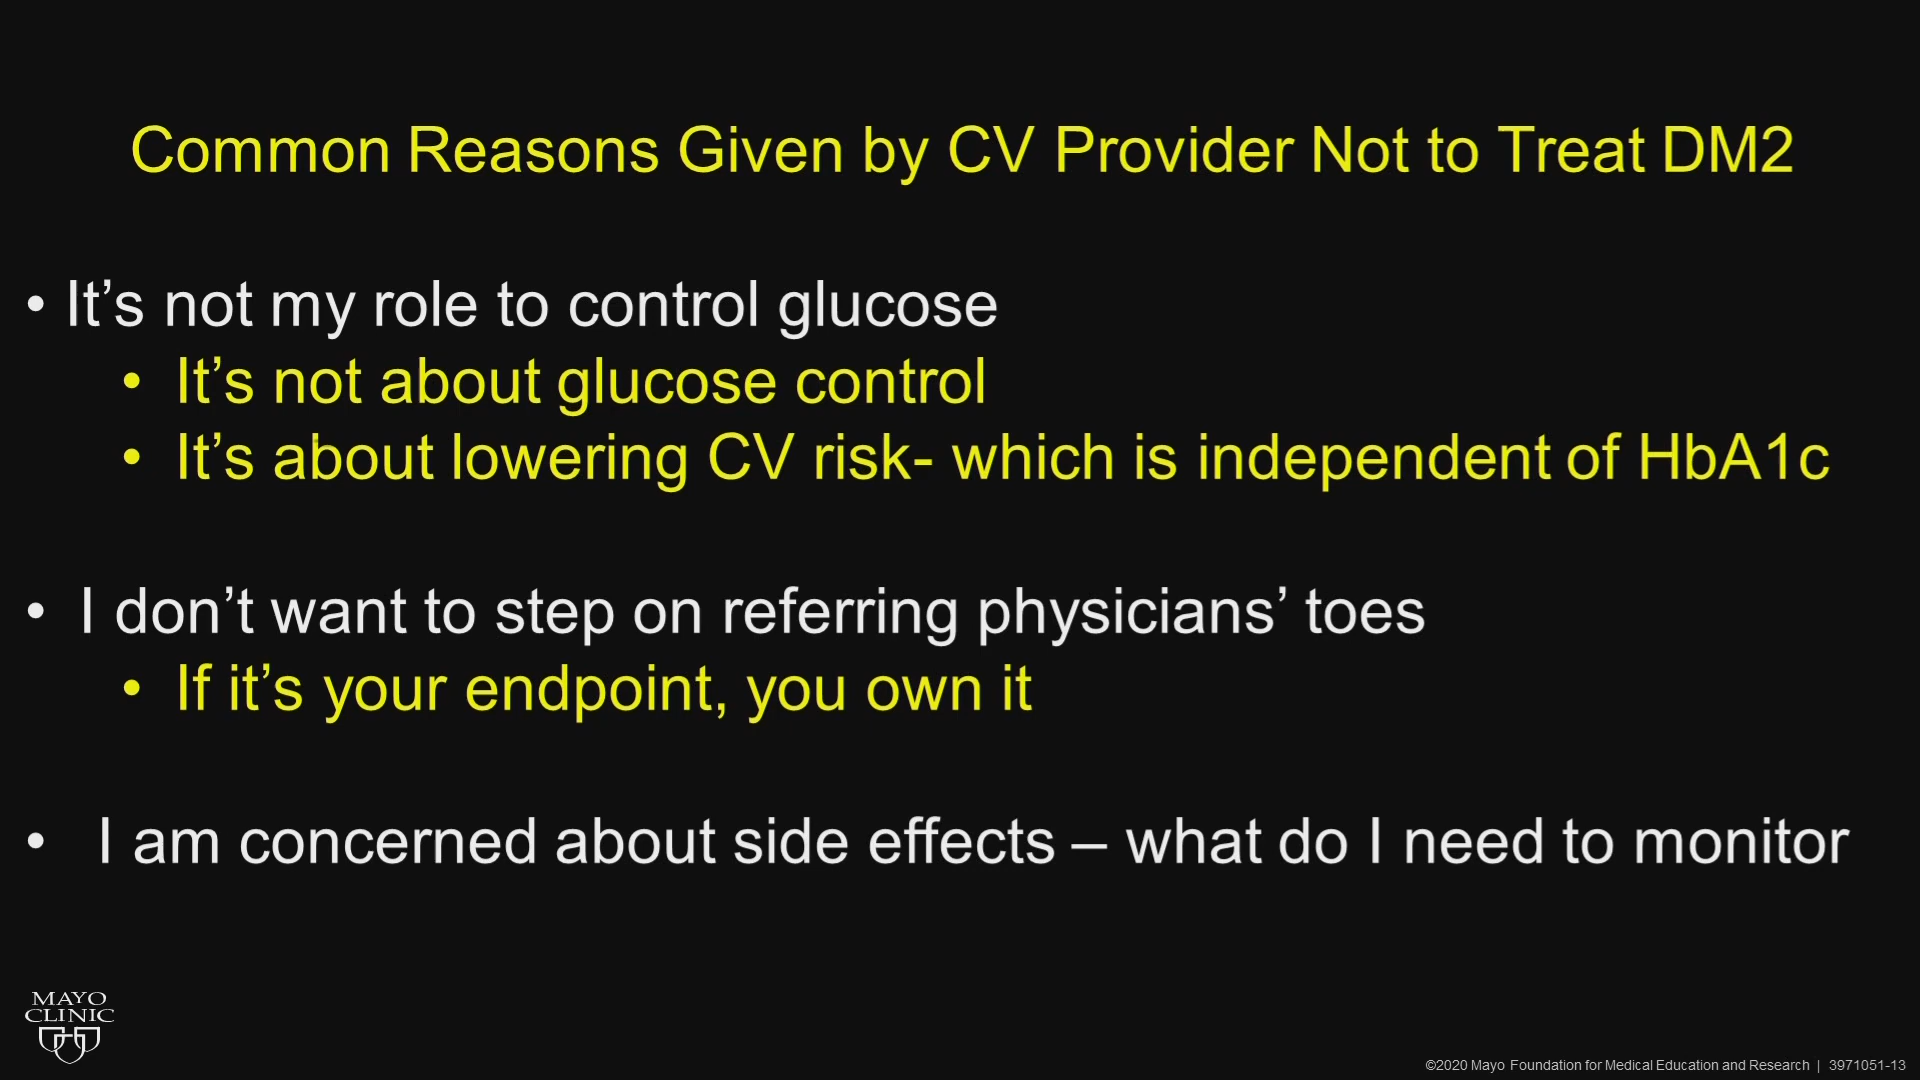 Common Reasons Given by CV Provider Not to Treat DM2
• It’s not my role to control glucose
• It’s not about glucose control
• It’s about lowering CV risk- which is independent of HbA1c
• I don’t want to step on referring physicians’ toes
• If it’s your endpoint, you own it
• I am concerned about side effects – what do I need to monitor
MAYO
CLINIC
©2020 Mayo Foundation for Medical Education and Research | 3971051-13